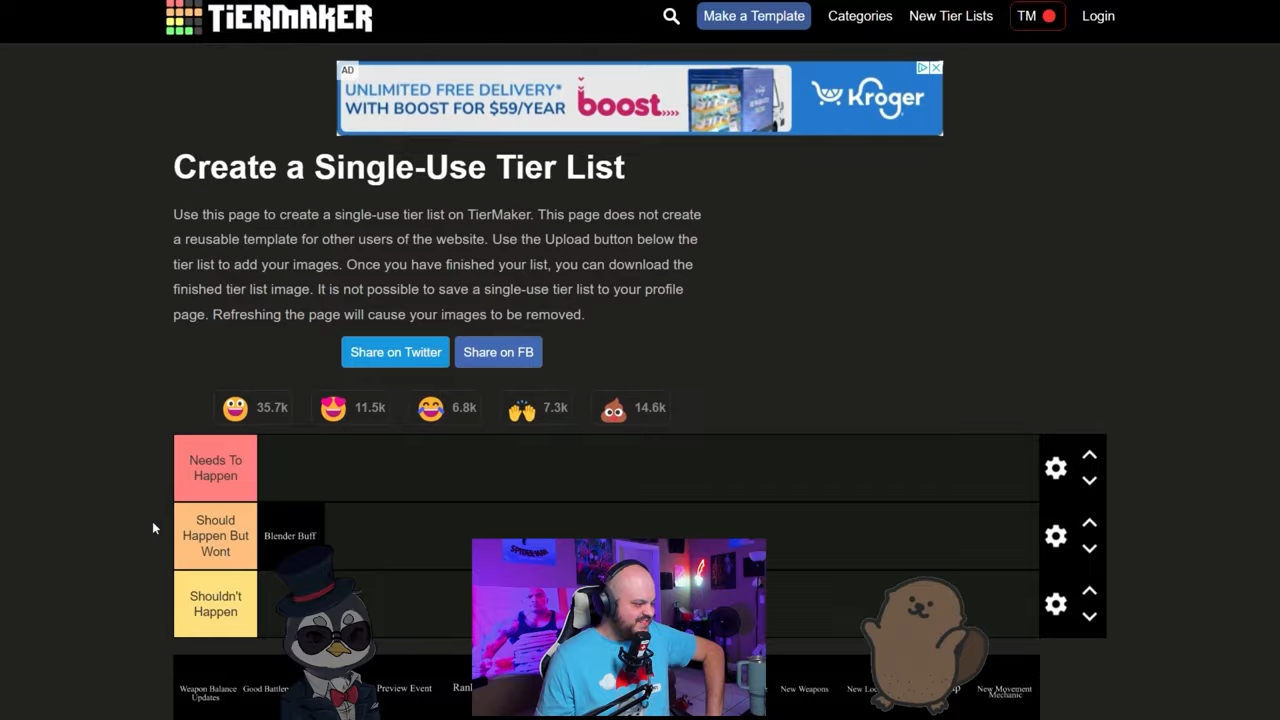 TiERMAKER
Make a Template
Categories
New Tier Lists
TM
Login
AD
UNLIMITED FREE DELIVERY*
WITH BOOST FOR $59/YEAR
boost
Kroger
Create a Single-Use Tier List
Use this page to create a single-use tier list on TierMaker. This page does not create
a reusable template for other users of the website. Use the Upload button below the
tier list to add your images. Once you have finished your list, you can download the
finished tier list image. It is not possible to save a single-use tier list to your profile
page. Refreshing the page will cause your images to be removed.
Share on Twitter
Share on FB
35.7k
11.5k
6.8k
7.3k
14.6k
Needs To
Happen
Should
Happen But
Wont
Blender Buff
Shouldn't
Happen
Weapon Balance
Updates
Good
Preview Event
New Weapons
New
New Movement
Mechanic